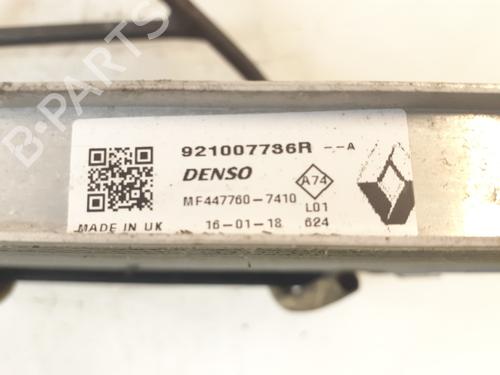 B-PARTS
921007736R --A
DENSO
A74
MF447760-7410
L01
MADE IN UK
16-01-18
624